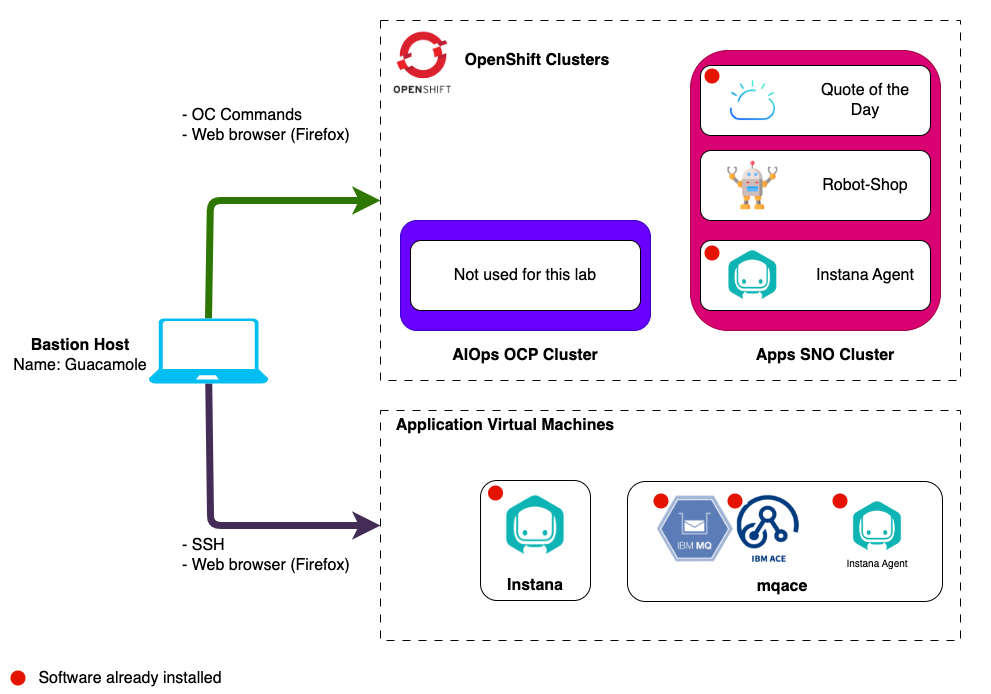 OpenShift Clusters
OPENSHIFT
- OC Commands
- Web browser (Firefox)
Quote of the
Day
Robot-Shop
Instana Agent
Not used for this lab
AIOps OCP Cluster
Apps SNO Cluster
Bastion Host
Name: Guacamole
Application Virtual Machines
- SSH
- Web browser (Firefox)
Instana
IBM MQ
IBM ACE
Instana Agent
mqace
Software already installed